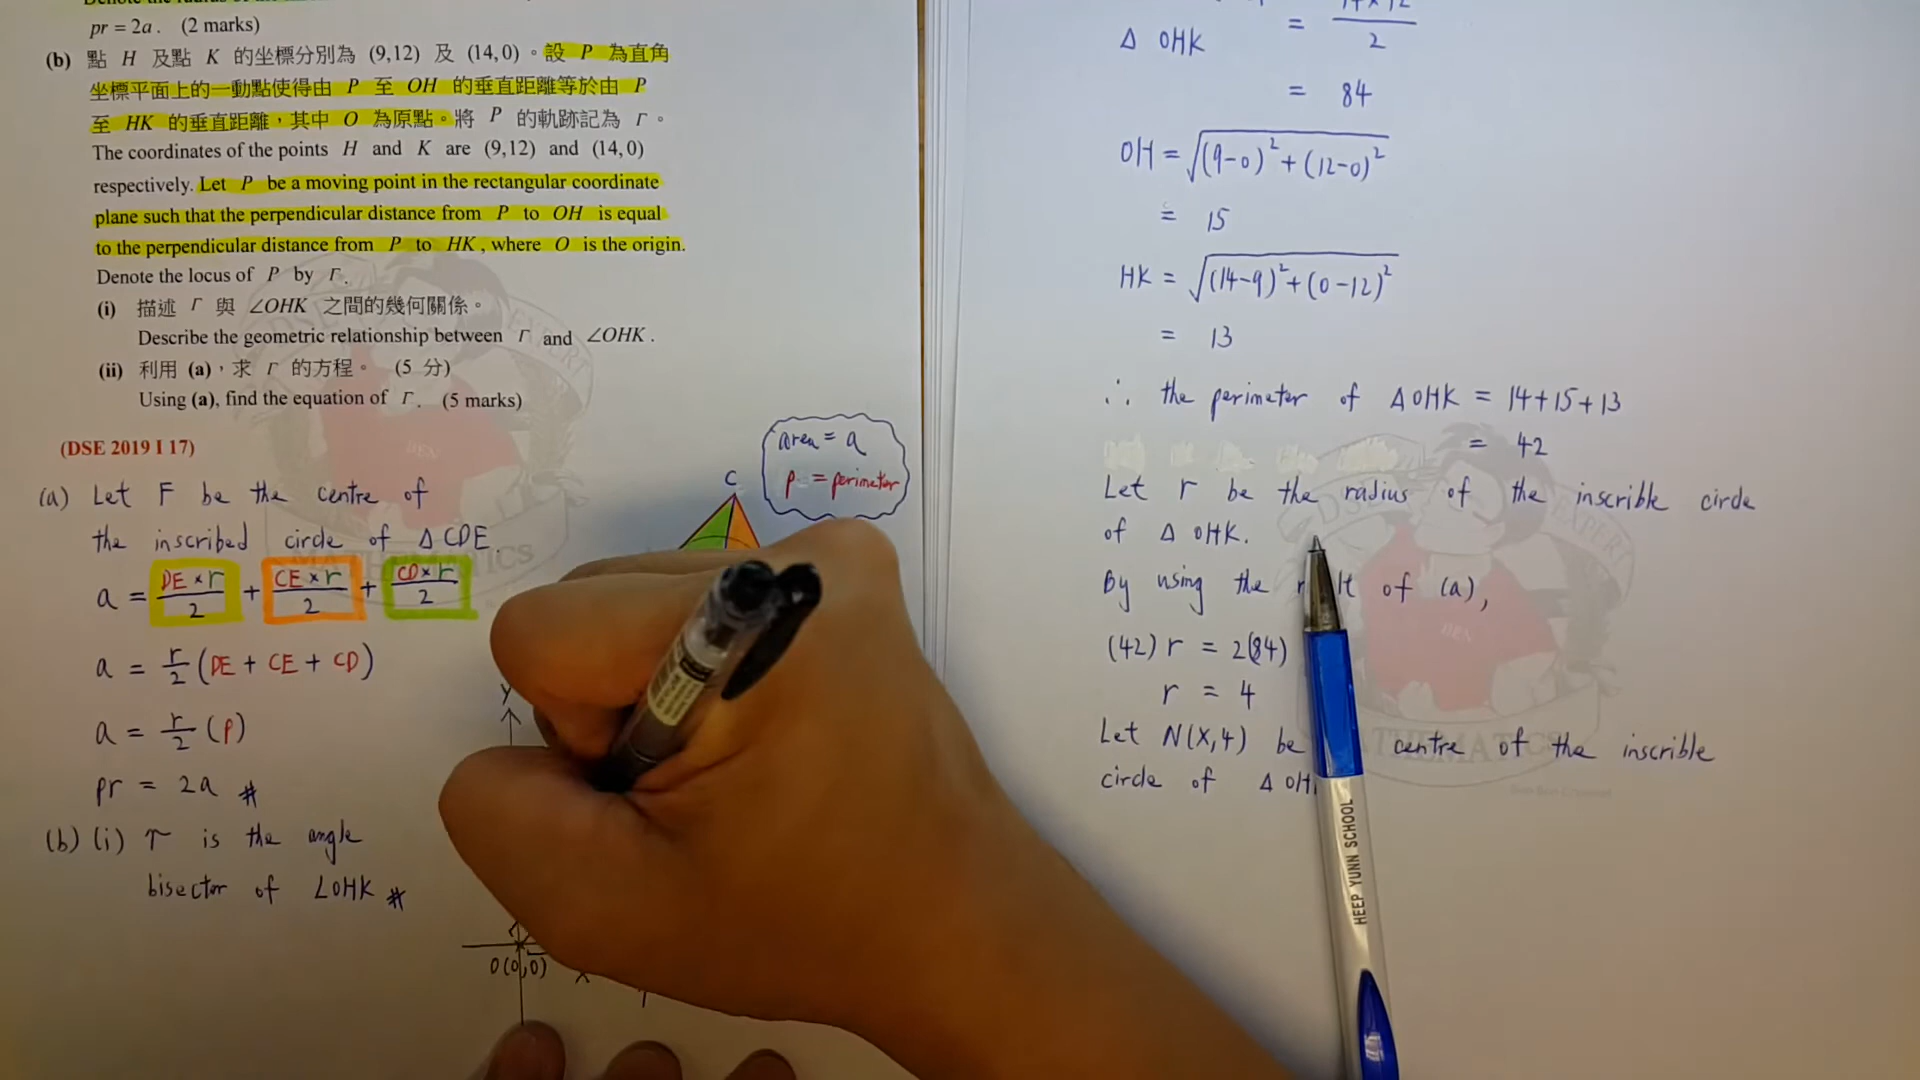 pr = 2a. (2 marks)
(b) 點 H 及點 K 的坐標分別為 (9,12) 及 (14,0)。設 P 為直角
坐標平面上的一動點使得由 P 至 OH 的垂直距離等於由 P
至 HK 的垂直距離，其中 O 為原點。將 P 的軌跡記為 Γ。
The coordinates of the points H and K are (9,12) and (14,0)
respectively. Let P be a moving point in the rectangular coordinate
plane such that the perpendicular distance from P to OH is equal
to the perpendicular distance from P to HK, where O is the origin.
Denote the locus of P by Γ.
(i) 描述 Γ 與 ∠OHK 之間的幾何關係。
Describe the geometric relationship between Γ and ∠OHK.
(ii) 利用 (a)，求 Γ 的方程。 (5 分)
Using (a), find the equation of Γ. (5 marks)
(DSE 2019 I 17)
(a) Let F be the centre of
the inscribed circle of Δ CDE.
a = DE×r/2 + CE×r/2 + CD×r/2
a = r/2 (DE + CE + CD)
a = r/2 (P)
pr = 2a #
(b) (i) Γ is the angle
bisector of ∠OHK #
area = a
p = perimeter
C
y
O(0,0)
Δ OHK = 14×12/2
= 84
OH = √(9-0)²+(12-0)²
= 15
HK = √(14-9)²+(0-12)²
= 13
∴ the perimeter of Δ OHK = 14+15+13
= 42
Let r be the radius of the inscrible circle
of Δ OHK.
By using the of (a),
(42) r = 2(84)
r = 4
Let N(x,4) be centre of the inscrible
circle of Δ OH
HEEP YUNN SCHOOL